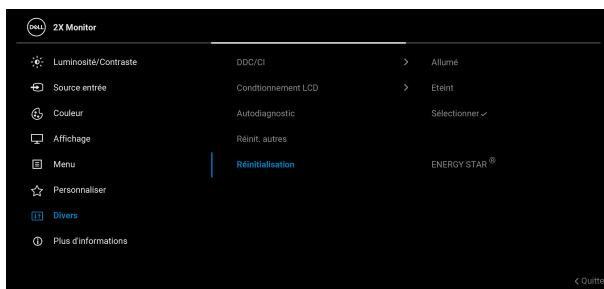 DELL 2X Monitor
Luminosité/Contraste DDC/CI Allumé
Source entrée Condtionnement LCD Eteint
Couleur Autodiagnostic Sélectionner
Affichage Réinit. autres
Menu Réinitialisation ENERGY STAR ®
Personnaliser
Divers
Plus d'informations
Quitte